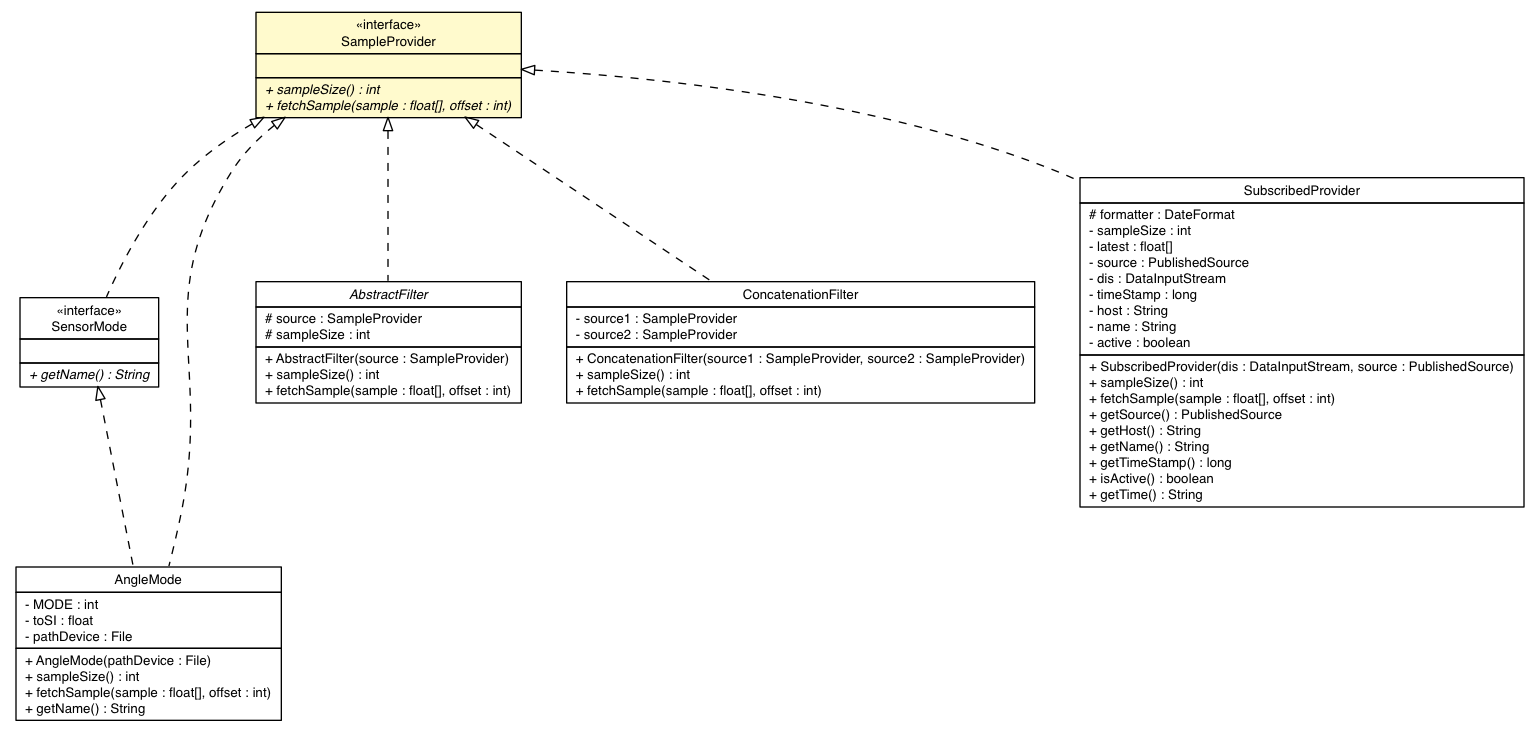 «interface»
SampleProvider
+ sampleSize() : int
+ fetchSample(sample : float[], offset : int)
SubscribedProvider
# formatter : DateFormat
- sampleSize : int
- latest : float[]
- source : PublishedSource
- dis : DataInputStream
- timeStamp : long
- host : String
- name : String
- active : boolean
+ SubscribedProvider(dis : DataInputStream, source : PublishedSource)
+ sampleSize() : int
+ fetchSample(sample : float[], offset : int)
+ getSource() : PublishedSource
+ getHost() : String
+ getName() : String
+ getTimeStamp() : long
+ isActive() : boolean
+ getTime() : String
«interface»
SensorMode
+ getName() : String
AbstractFilter
# source : SampleProvider
# sampleSize : int
+ AbstractFilter(source : SampleProvider)
+ sampleSize() : int
+ fetchSample(sample : float[], offset : int)
ConcatenationFilter
- source1 : SampleProvider
- source2 : SampleProvider
+ ConcatenationFilter(source1 : SampleProvider, source2 : SampleProvider)
+ sampleSize() : int
+ fetchSample(sample : float[], offset : int)
AngleMode
- MODE : int
- toSI : float
- pathDevice : File
+ AngleMode(pathDevice : File)
+ sampleSize() : int
+ fetchSample(sample : float[], offset : int)
+ getName() : String